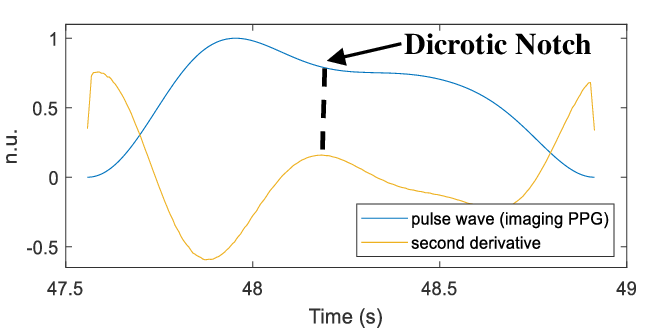 Dicrotic Notch
1
0.5
0
-0.5
n.u.
pulse wave (imaging PPG)
second derivative
47.5 48 48.5 49
Time (s)